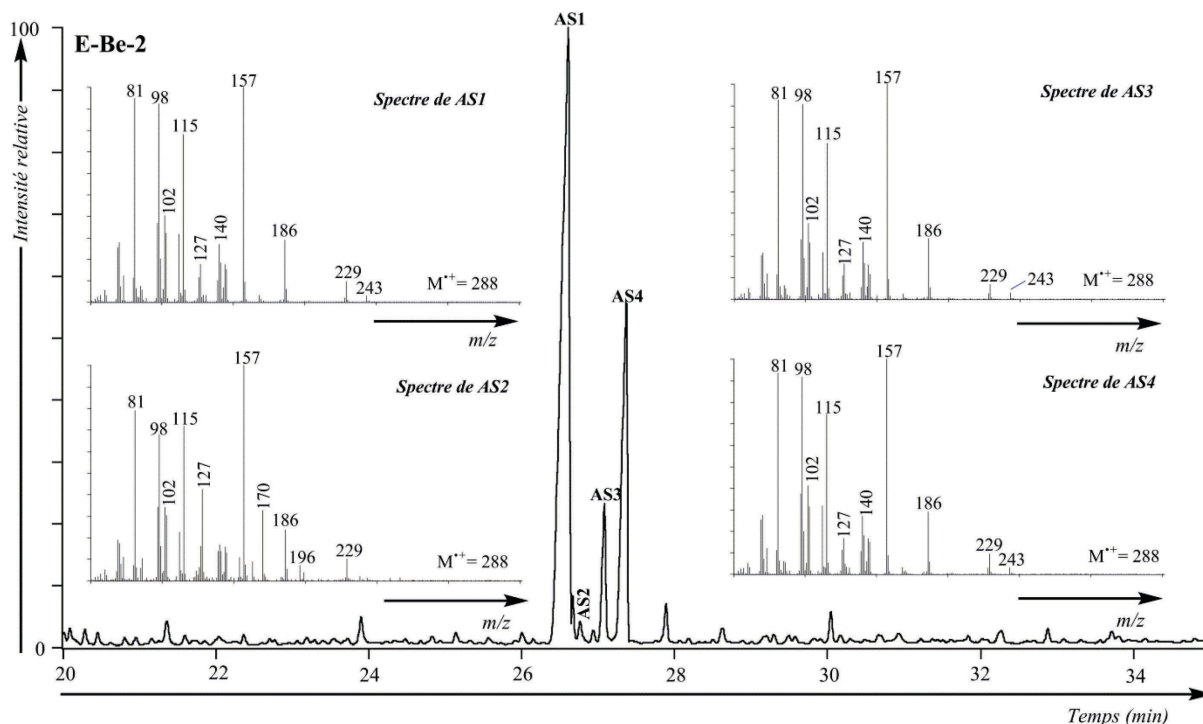 100
E-Be-2
Intensité relative
AS1
AS2
AS3
AS4
Spectre de AS1
81
98
102
115
127
140
157
186
229
243
M•+ = 288
m/z
Spectre de AS3
81
98
102
115
127
140
157
186
229
243
M•+ = 288
m/z
Spectre de AS2
81
98
102
115
127
157
170
186
196
229
M•+ = 288
m/z
Spectre de AS4
81
98
102
115
127
140
157
186
229
243
M•+ = 288
m/z
0
20
22
24
26
28
30
32
34
Temps (min)